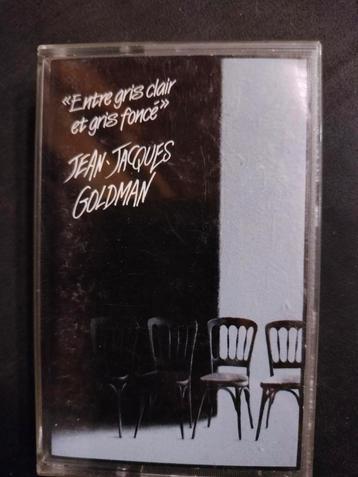 «Entre gris clair
et gris foncé»
JEAN-JACQUES
GOLDMAN